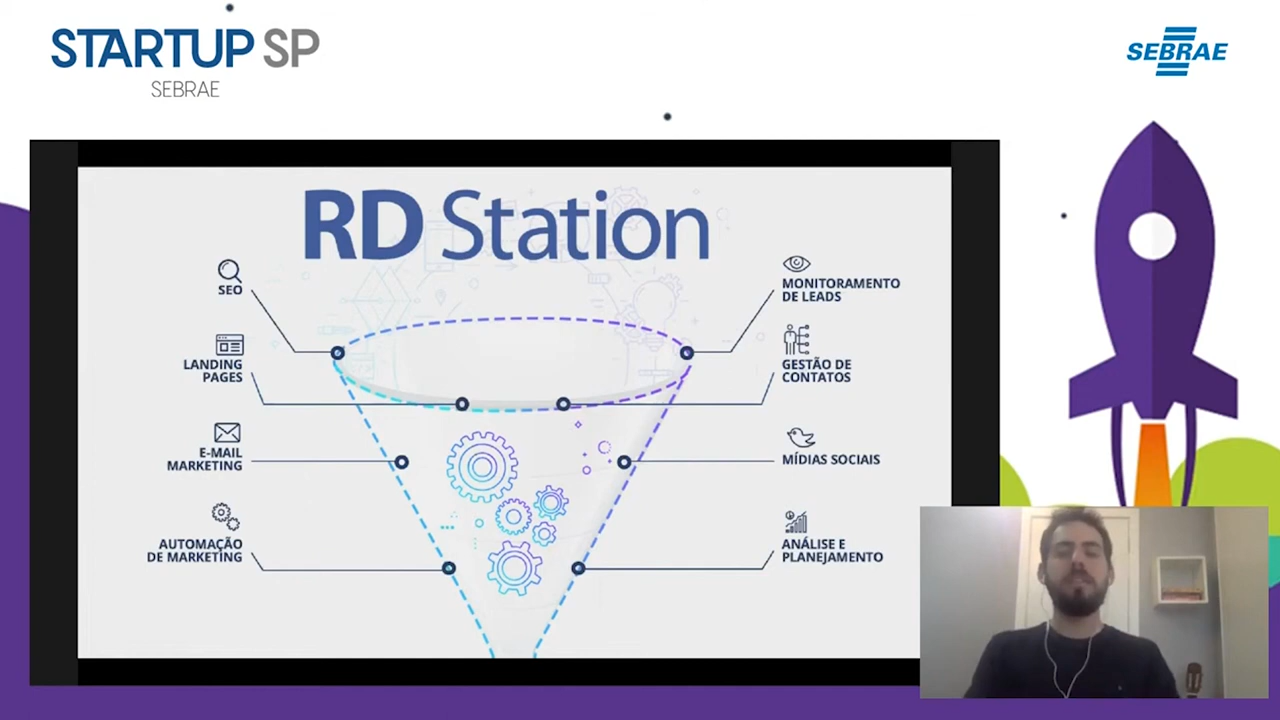 STARTUP SP
SEBRAE
SEBRAE
RD Station
SEO
LANDING
PAGES
E-MAIL
MARKETING
AUTOMAÇÃO
DE MARKETING
MONITORAMENTO
DE LEADS
GESTÃO DE
CONTATOS
MÍDIAS SOCIAIS
ANÁLISE E
PLANEJAMENTO